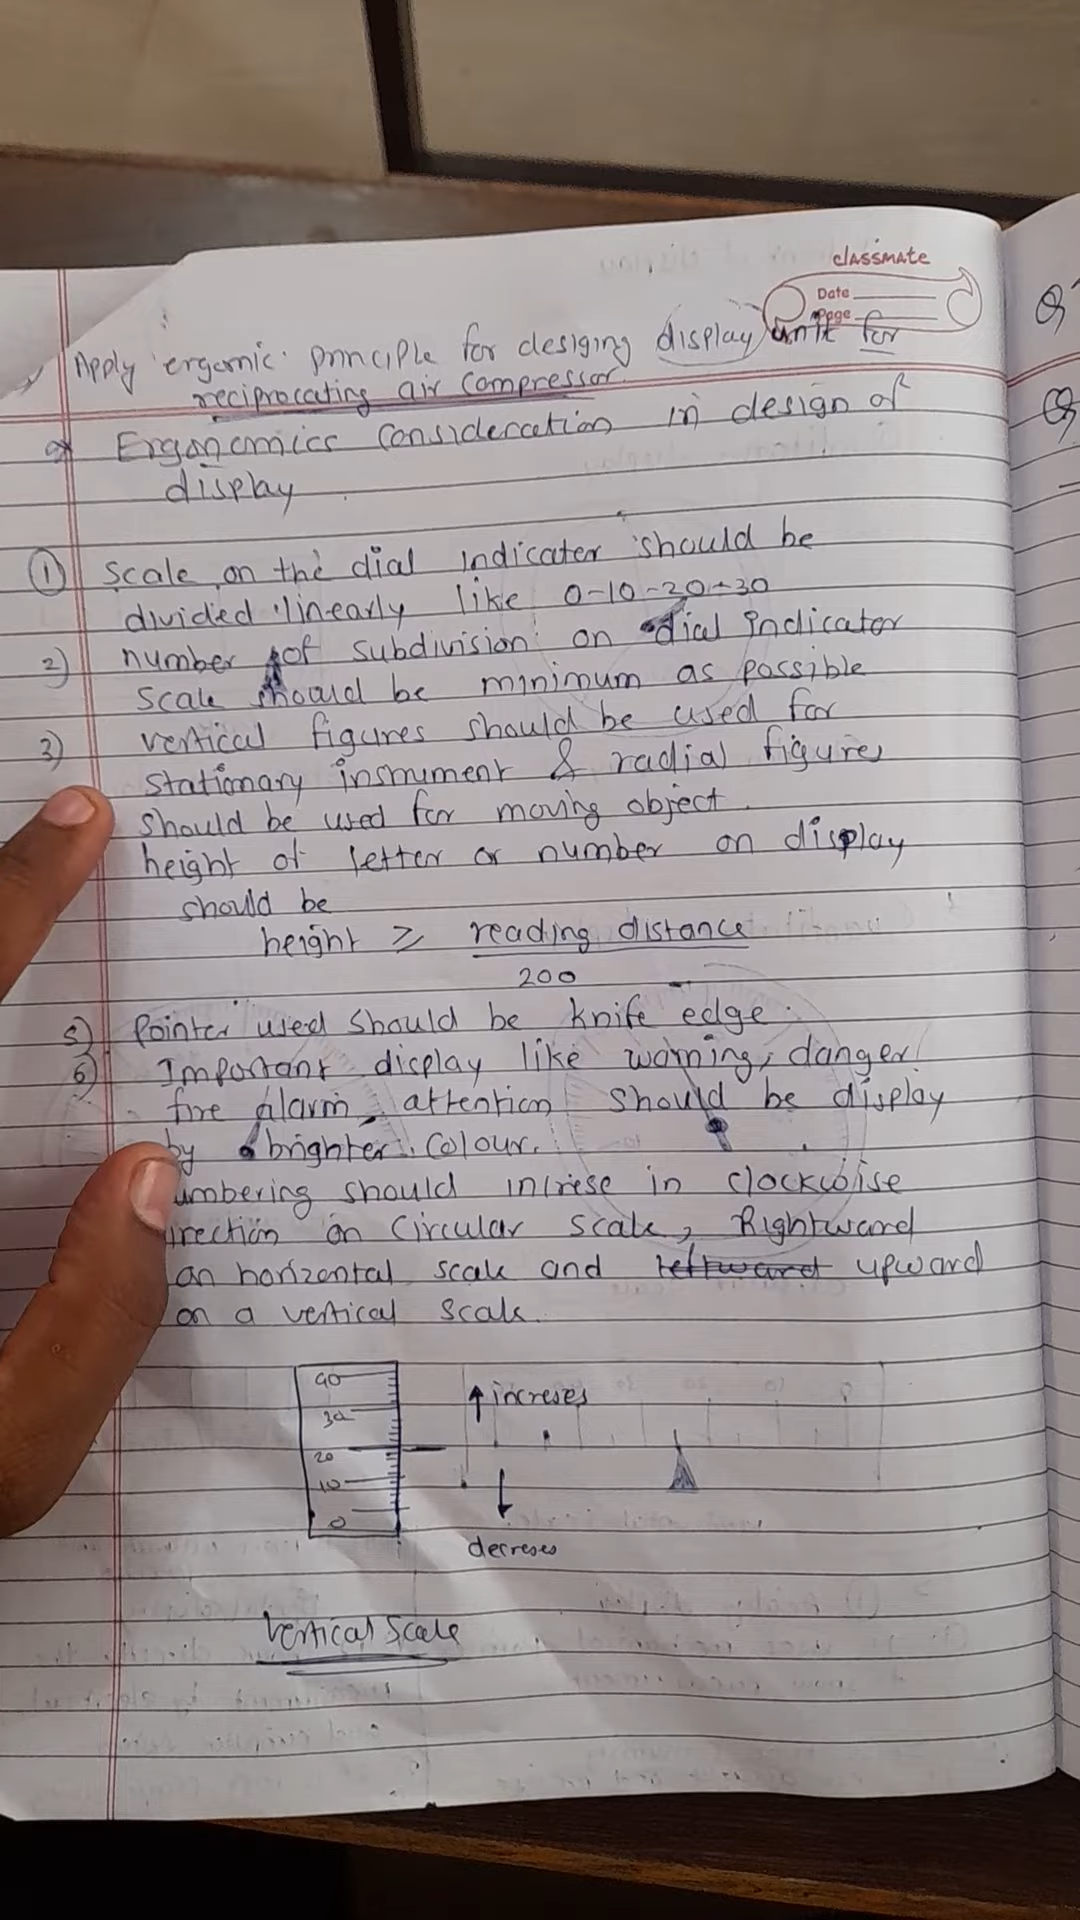 classmate
Date
Page
Apply ergomic principle for desiging display unit for
reciprocating air compressor.
Ergonomics consideration in design of
display
① scale on the dial indicater should be
divided linearly like 0-10-20-30
2) number of subdivision on dial indicator
scale should be minimum as possible
3) vertical figures should be used for
stationary insrument & radial figures
should be used for moving object.
height of letter or number on display
should be
height ≥ reading distance
200
5) Pointer used should be knife edge.
6) Important display like warning, danger
fire alarm, attention should be display
by brighter colour.
umbering should increse in clockwise
irection on circular scale, Rightward
on horizental scale and leftward upward
on a vertical scale.
40
30
20
10
0
↑ increses
↓
decreses
Vertical scale